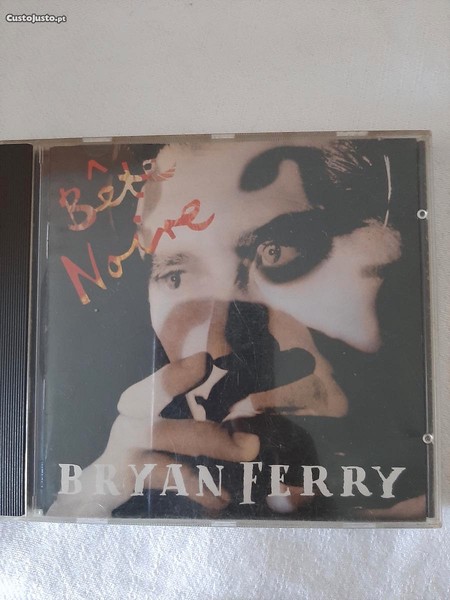 CustoJusto.pt
Bête
Noire
BRYAN FERRY